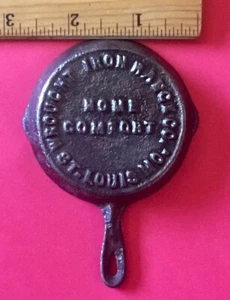 3 2 1
WROUGHT IRON RANGE CO. ST. LOUIS MO.
HOME
COMFORT